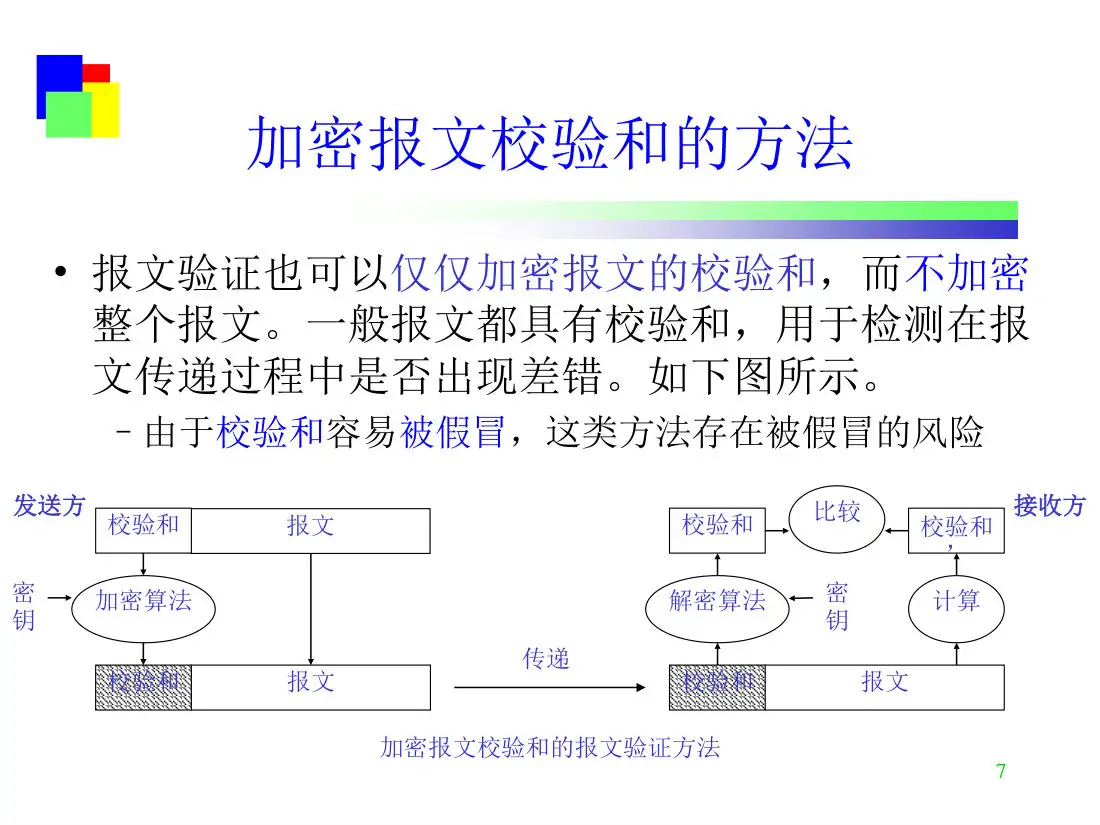 加密报文校验和的方法
• 报文验证也可以仅仅加密报文的校验和，而不加密
整个报文。一般报文都具有校验和，用于检测在报
文传递过程中是否出现差错。如下图所示。
– 由于校验和容易被假冒，这类方法存在被假冒的风险
发送方
校验和
报文
密
钥
加密算法
校验和
报文
传递
校验和
比较
校验和
’
接收方
解密算法
密
钥
计算
校验和
报文
加密报文校验和的报文验证方法
7